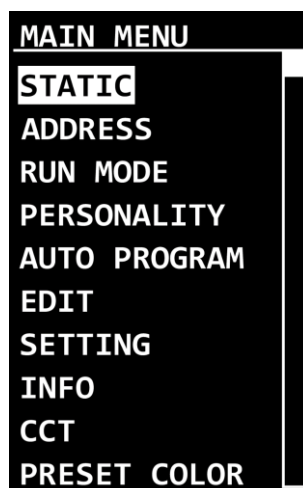 MAIN MENU
STATIC
ADDRESS
RUN MODE
PERSONALITY
AUTO PROGRAM
EDIT
SETTING
INFO
CCT
PRESET COLOR